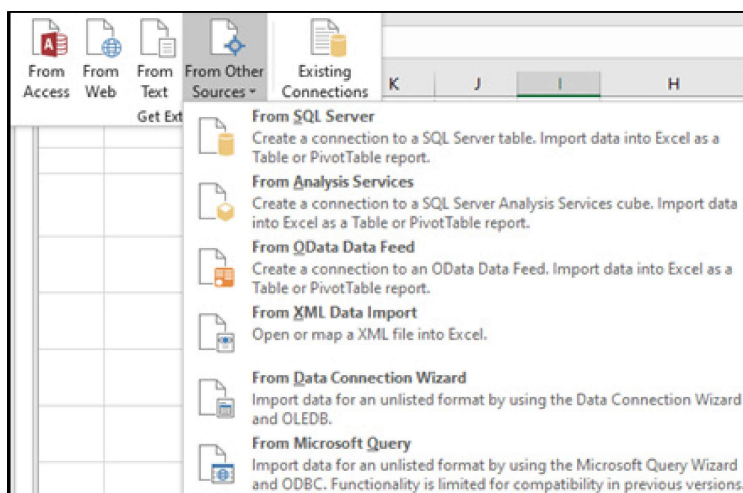 From Access
From Web
From Text
From Other Sources
Existing Connections
Get Ext
K J I H
From SQL Server
Create a connection to a SQL Server table. Import data into Excel as a
Table or PivotTable report.
From Analysis Services
Create a connection to a SQL Server Analysis Services cube. Import data
into Excel as a Table or PivotTable report.
From OData Data Feed
Create a connection to an OData Data Feed. Import data into Excel as a
Table or PivotTable report.
From XML Data Import
Open or map a XML file into Excel.
From Data Connection Wizard
Import data for an unlisted format by using the Data Connection Wizard
and OLEDB.
From Microsoft Query
Import data for an unlisted format by using the Microsoft Query Wizard
and ODBC. Functionality is limited for compatibility in previous versions.